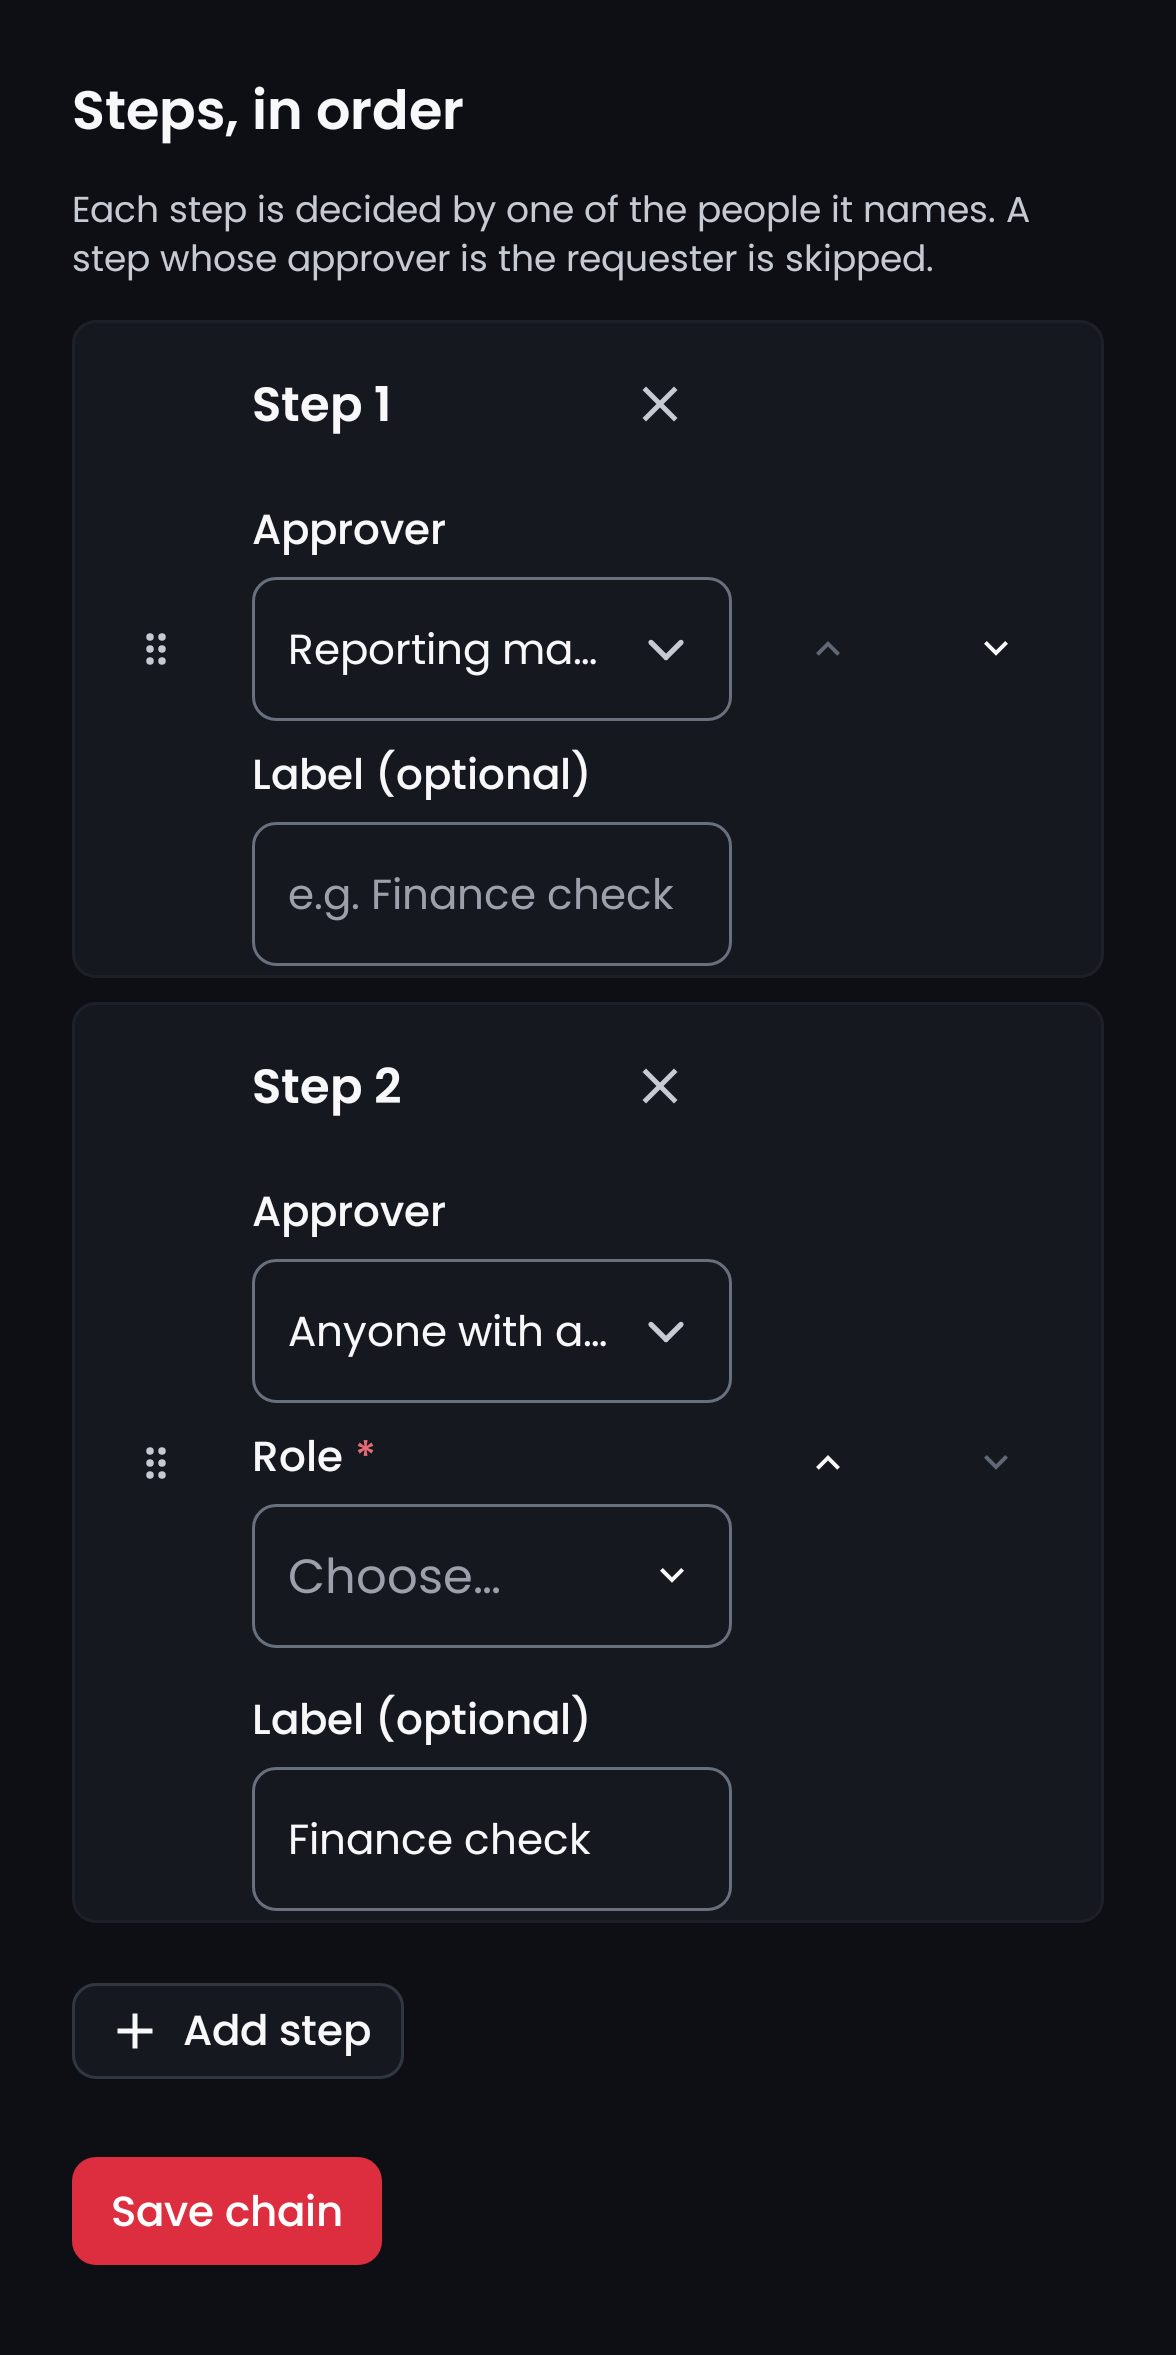 Steps, in order
Each step is decided by one of the people it names. A
step whose approver is the requester is skipped.
Step 1
Approver
Reporting ma...
Label (optional)
e.g. Finance check
Step 2
Approver
Anyone with a...
Role *
Choose...
Label (optional)
Finance check
Add step
Save chain